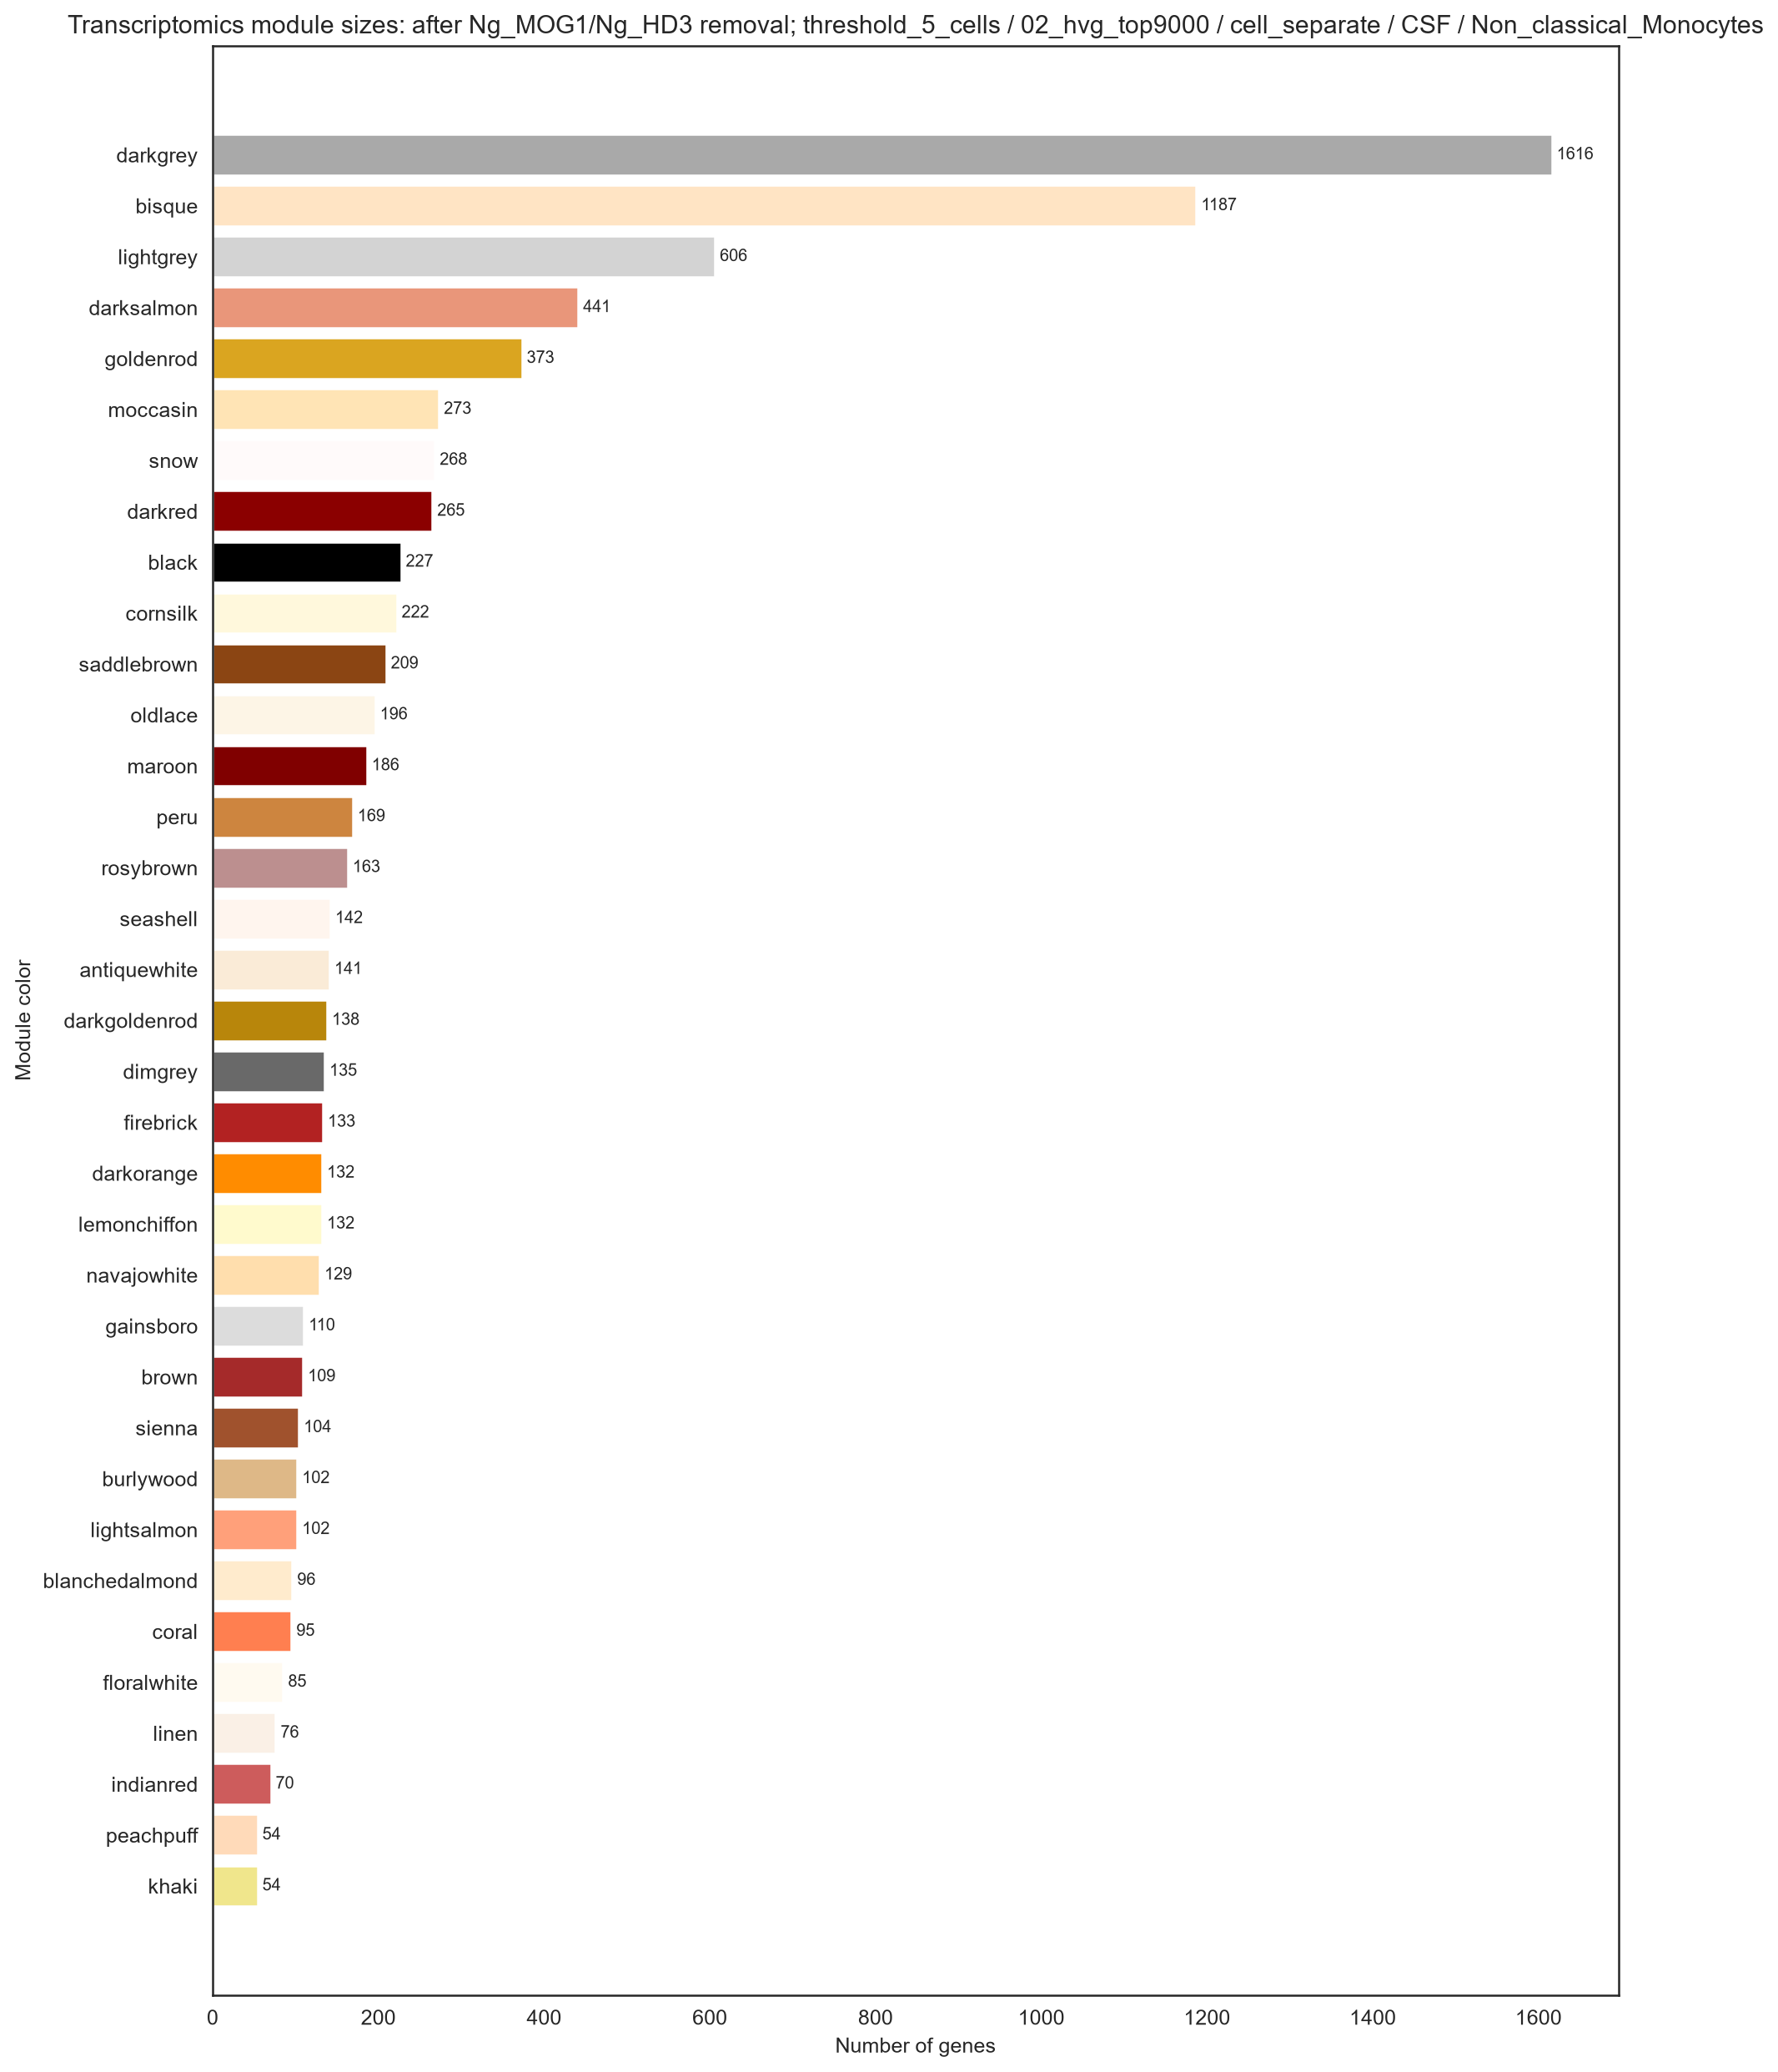 Transcriptomics module sizes: after Ng_MOG1/Ng_HD3 removal; threshold_5_cells / 02_hvg_top9000 / cell_separate / CSF / Non_classical_Monocytes
darkgrey 1616
bisque 1187
lightgrey 606
darksalmon 441
goldenrod 373
moccasin 273
snow 268
darkred 265
black 227
cornsilk 222
saddlebrown 209
oldlace 196
maroon 186
peru 169
rosybrown 163
seashell 142
antiquewhite 141
darkgoldenrod 138
dimgrey 135
firebrick 133
darkorange 132
lemonchiffon 132
navajowhite 129
gainsboro 110
brown 109
sienna 104
burlywood 102
lightsalmon 102
blanchedalmond 96
coral 95
floralwhite 85
linen 76
indianred 70
peachpuff 54
khaki 54
Module color
0 200 400 600 800 1000 1200 1400 1600
Number of genes